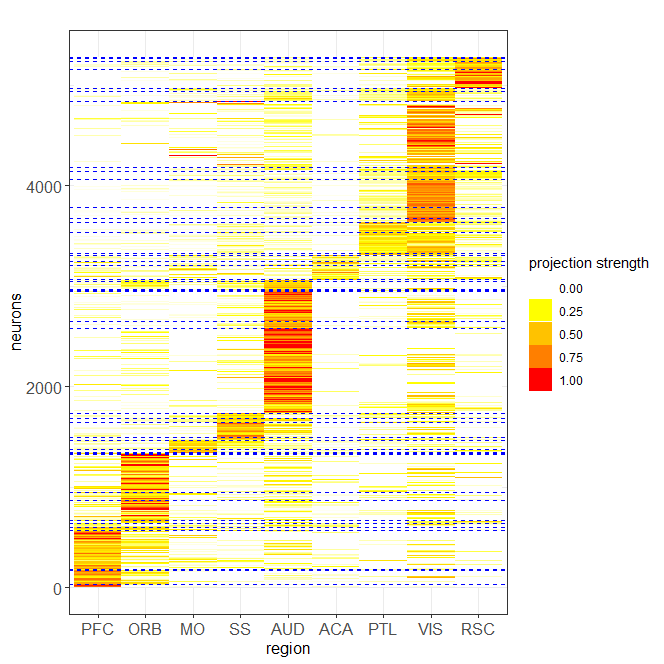 neurons
4000
2000
0
PFC ORB MO SS AUD ACA PTL VIS RSC
region
projection strength
0.00
0.25
0.50
0.75
1.00